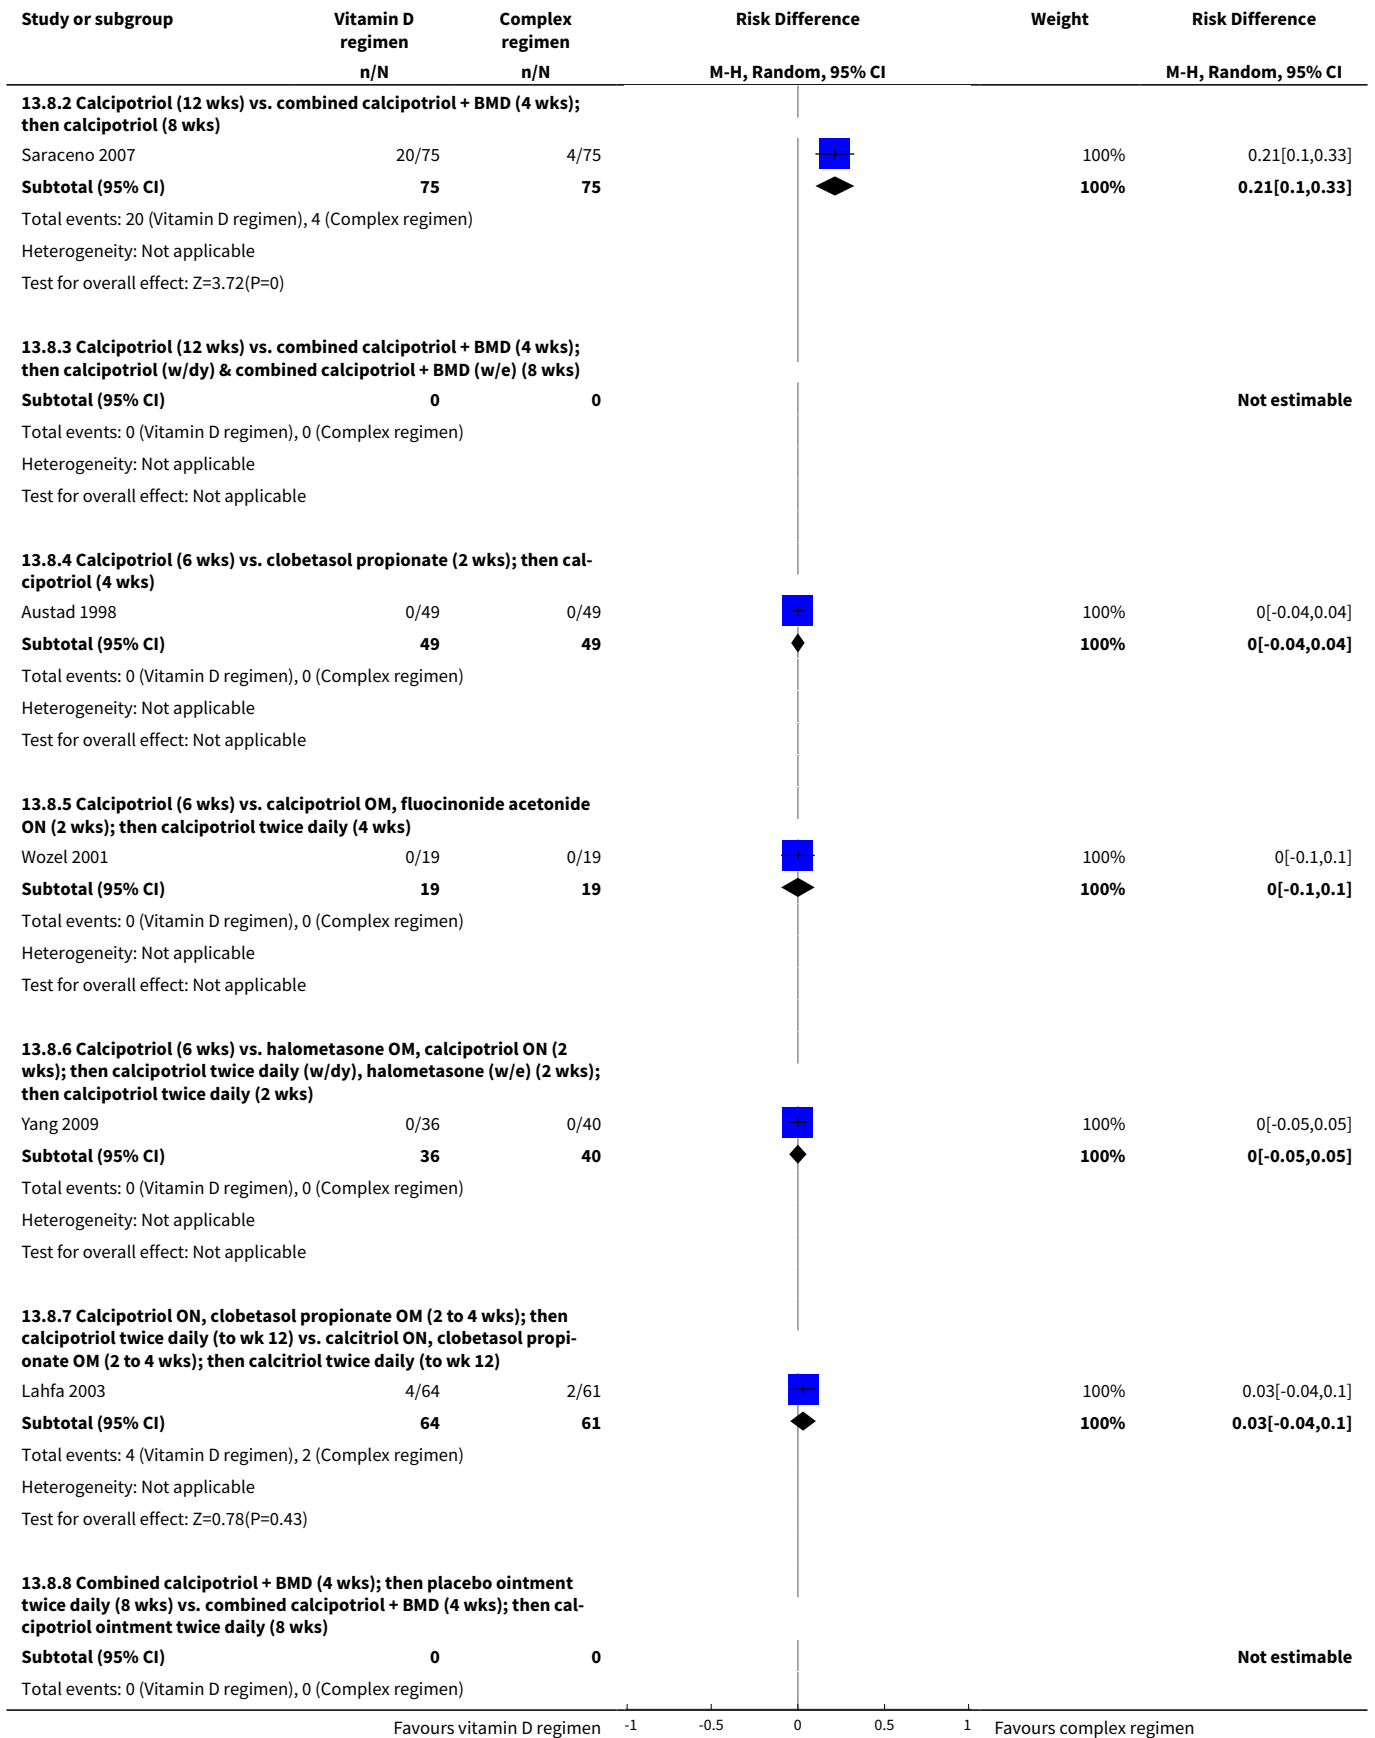 Study or subgroup Vitamin D regimen Complex regimen Risk Difference Weight Risk Difference
n/N n/N M-H, Random, 95% CI M-H, Random, 95% CI
13.8.2 Calcipotriol (12 wks) vs. combined calcipotriol + BMD (4 wks);
then calcipotriol (8 wks)
Saraceno 2007 20/75 4/75 100% 0.21[0.1,0.33]
Subtotal (95% CI) 75 75 100% 0.21[0.1,0.33]
Total events: 20 (Vitamin D regimen), 4 (Complex regimen)
Heterogeneity: Not applicable
Test for overall effect: Z=3.72(P=0)
13.8.3 Calcipotriol (12 wks) vs. combined calcipotriol + BMD (4 wks);
then calcipotriol (w/dy) & combined calcipotriol + BMD (w/e) (8 wks)
Subtotal (95% CI) 0 0 Not estimable
Total events: 0 (Vitamin D regimen), 0 (Complex regimen)
Heterogeneity: Not applicable
Test for overall effect: Not applicable
13.8.4 Calcipotriol (6 wks) vs. clobetasol propionate (2 wks); then cal-
cipotriol (4 wks)
Austad 1998 0/49 0/49 100% 0[-0.04,0.04]
Subtotal (95% CI) 49 49 100% 0[-0.04,0.04]
Total events: 0 (Vitamin D regimen), 0 (Complex regimen)
Heterogeneity: Not applicable
Test for overall effect: Not applicable
13.8.5 Calcipotriol (6 wks) vs. calcipotriol OM, fluocinonide acetonide
ON (2 wks); then calcipotriol twice daily (4 wks)
Wozel 2001 0/19 0/19 100% 0[-0.1,0.1]
Subtotal (95% CI) 19 19 100% 0[-0.1,0.1]
Total events: 0 (Vitamin D regimen), 0 (Complex regimen)
Heterogeneity: Not applicable
Test for overall effect: Not applicable
13.8.6 Calcipotriol (6 wks) vs. halometasone OM, calcipotriol ON (2
wks); then calcipotriol twice daily (w/dy), halometasone (w/e) (2 wks);
then calcipotriol twice daily (2 wks)
Yang 2009 0/36 0/40 100% 0[-0.05,0.05]
Subtotal (95% CI) 36 40 100% 0[-0.05,0.05]
Total events: 0 (Vitamin D regimen), 0 (Complex regimen)
Heterogeneity: Not applicable
Test for overall effect: Not applicable
13.8.7 Calcipotriol ON, clobetasol propionate OM (2 to 4 wks); then
calcipotriol twice daily (to wk 12) vs. calcitriol ON, clobetasol propi-
onate OM (2 to 4 wks); then calcitriol twice daily (to wk 12)
Lahfa 2003 4/64 2/61 100% 0.03[-0.04,0.1]
Subtotal (95% CI) 64 61 100% 0.03[-0.04,0.1]
Total events: 4 (Vitamin D regimen), 2 (Complex regimen)
Heterogeneity: Not applicable
Test for overall effect: Z=0.78(P=0.43)
13.8.8 Combined calcipotriol + BMD (4 wks); then placebo ointment
twice daily (8 wks) vs. combined calcipotriol + BMD (4 wks); then cal-
cipotriol ointment twice daily (8 wks)
Subtotal (95% CI) 0 0 Not estimable
Total events: 0 (Vitamin D regimen), 0 (Complex regimen)
Favours vitamin D regimen -1 -0.5 0 0.5 1 Favours complex regimen